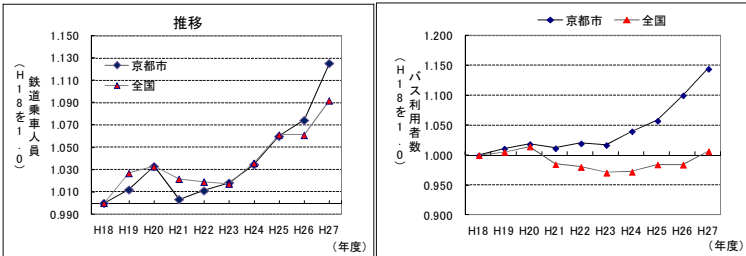 推移
鉄道乗車人員
（H18を1.0）
1.150
1.130
1.110
1.090
1.070
1.050
1.030
1.010
0.990
京都市
全国
H18 H19 H20 H21 H22 H23 H24 H25 H26 H27
（年度）
京都市 全国
バス利用者数
（H18を1.0）
1.200
1.150
1.100
1.050
1.000
0.950
0.900
H18 H19 H20 H21 H22 H23 H24 H25 H26 H27
（年度）